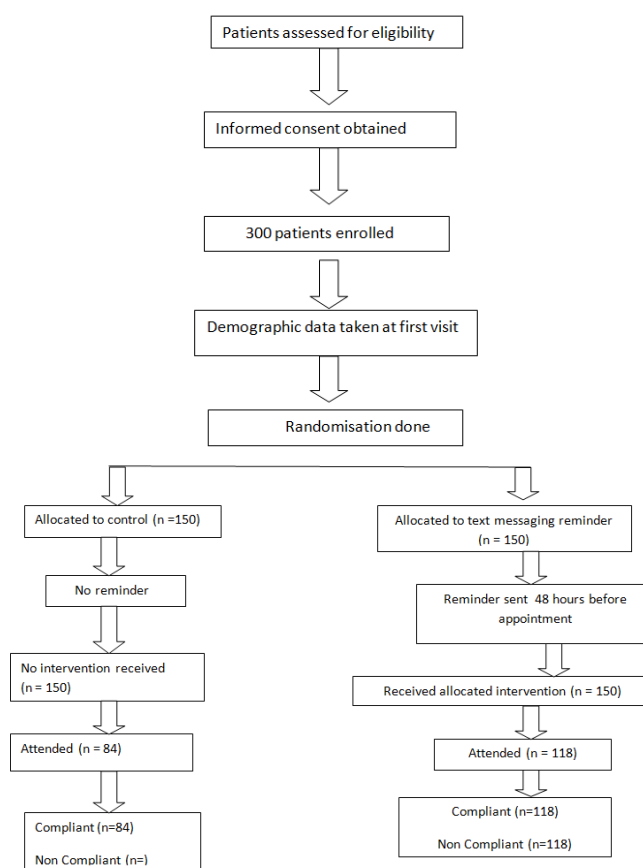 Patients assessed for eligibility
Informed consent obtained
300 patients enrolled
Demographic data taken at first visit
Randomisation done
Allocated to control (n =150)
No reminder
No intervention received
(n = 150)
Attended (n = 84)
Compliant (n=84)
Non Compliant (n=)
Allocated to text messaging reminder
(n = 150)
Reminder sent 48 hours before
appointment
Received allocated intervention (n = 150)
Attended (n = 118)
Compliant (n=118)
Non Compliant (n=118)